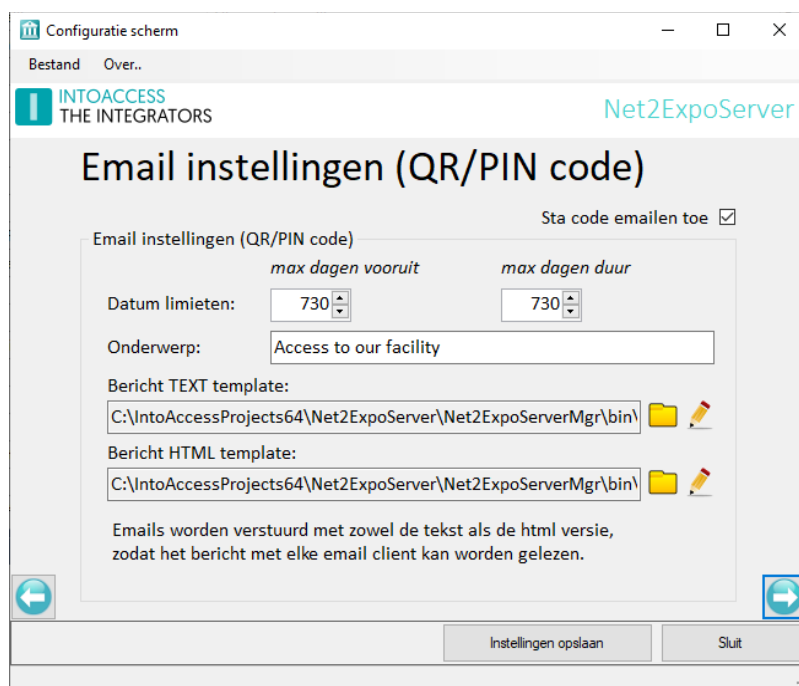 Configuratie scherm
Bestand Over..
INTOACCESS
THE INTEGRATORS
Net2ExpoServer
Email instellingen (QR/PIN code)
Sta code emailen toe
Email instellingen (QR/PIN code)
max dagen vooruit max dagen duur
Datum limieten: 730 730
Onderwerp: Access to our facility
Bericht TEXT template:
C:\IntoAccessProjects64\Net2ExpoServer\Net2ExpoServerMgr\bin\
Bericht HTML template:
C:\IntoAccessProjects64\Net2ExpoServer\Net2ExpoServerMgr\bin\
Emails worden verstuurd met zowel de tekst als de html versie,
zodat het bericht met elke email client kan worden gelezen.
Instellingen opslaan Sluit